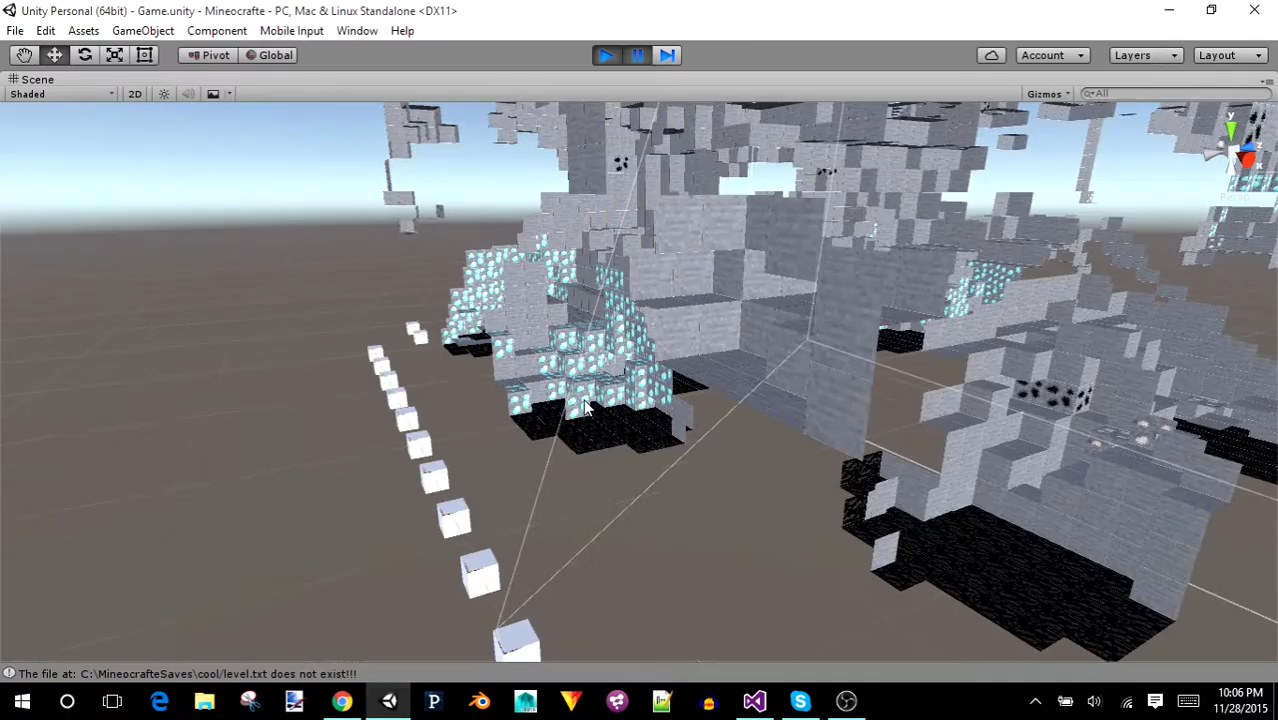 Unity Personal (64bit) - Game.unity - Mineocrafte - PC, Mac & Linux Standalone <DX11>
File Edit Assets GameObject Component Mobile Input Window Help
Pivot Global Account Layers Layout
Scene
Shaded 2D Gizmos All
y
z
x
Persp
The file at: C:\MineocrafteSaves\cool/level.txt does not exist!!!
10:06 PM
11/28/2015